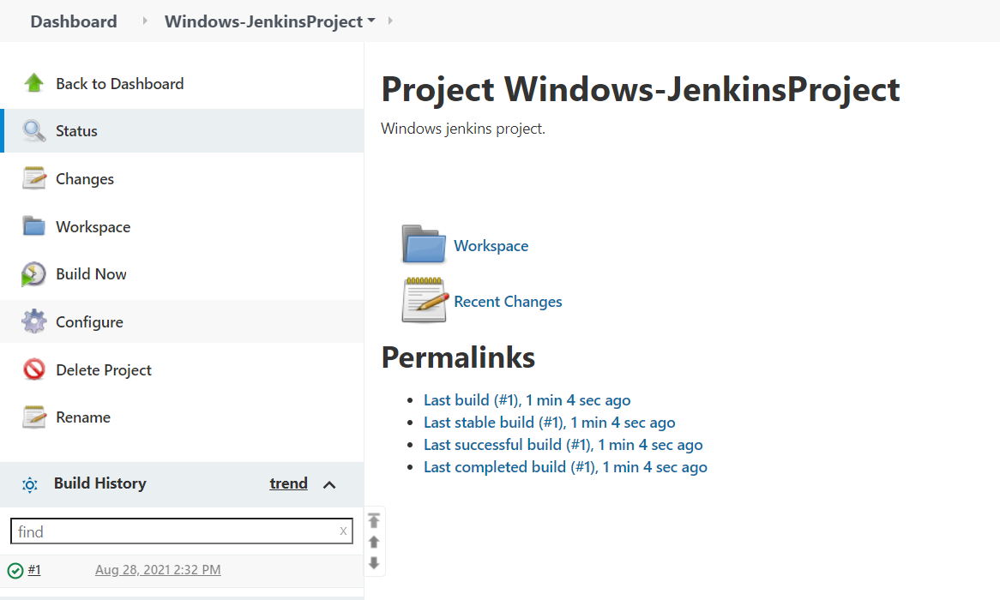 Dashboard
Windows-JenkinsProject
Back to Dashboard
Status
Changes
Workspace
Build Now
Configure
Delete Project
Rename
Build History
trend
find
x
#1
Aug 28, 2021 2:32 PM
Project Windows-JenkinsProject
Windows jenkins project.
Workspace
Recent Changes
Permalinks
Last build (#1), 1 min 4 sec ago
Last stable build (#1), 1 min 4 sec ago
Last successful build (#1), 1 min 4 sec ago
Last completed build (#1), 1 min 4 sec ago